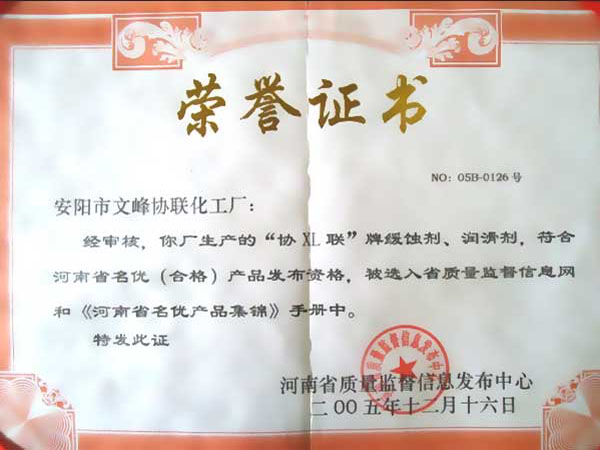 荣誉证书
NO: 05B-0126号
安阳市文峰协联化工厂：
经审核，你厂生产的“协XL联”牌缓蚀剂、润滑剂，符合
河南省名优（合格）产品发布资格，被选入省质量监督信息网
和《河南省名优产品集锦》手册中。
特发此证
河南省质量监督信息发布中心
二00五年十二月十六日